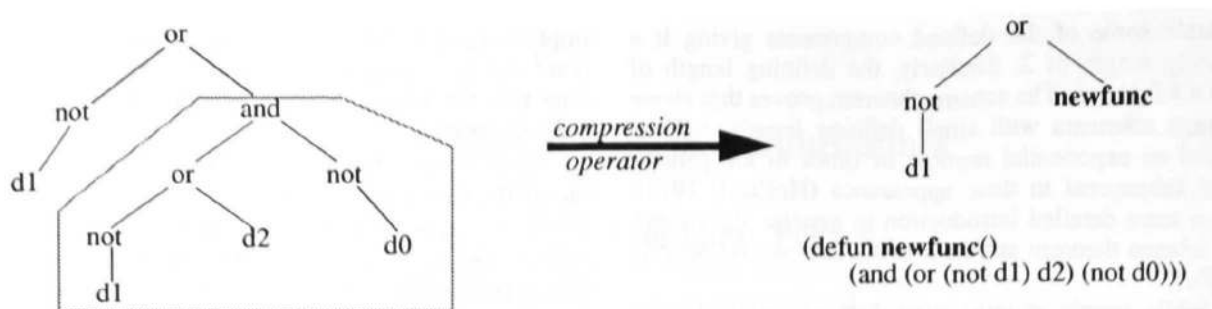 or
not
and
d1
or
not
not
d2
d0
d1
compression
operator
or
not
newfunc
d1
(defun newfunc()
(and (or (not d1) d2) (not d0)))